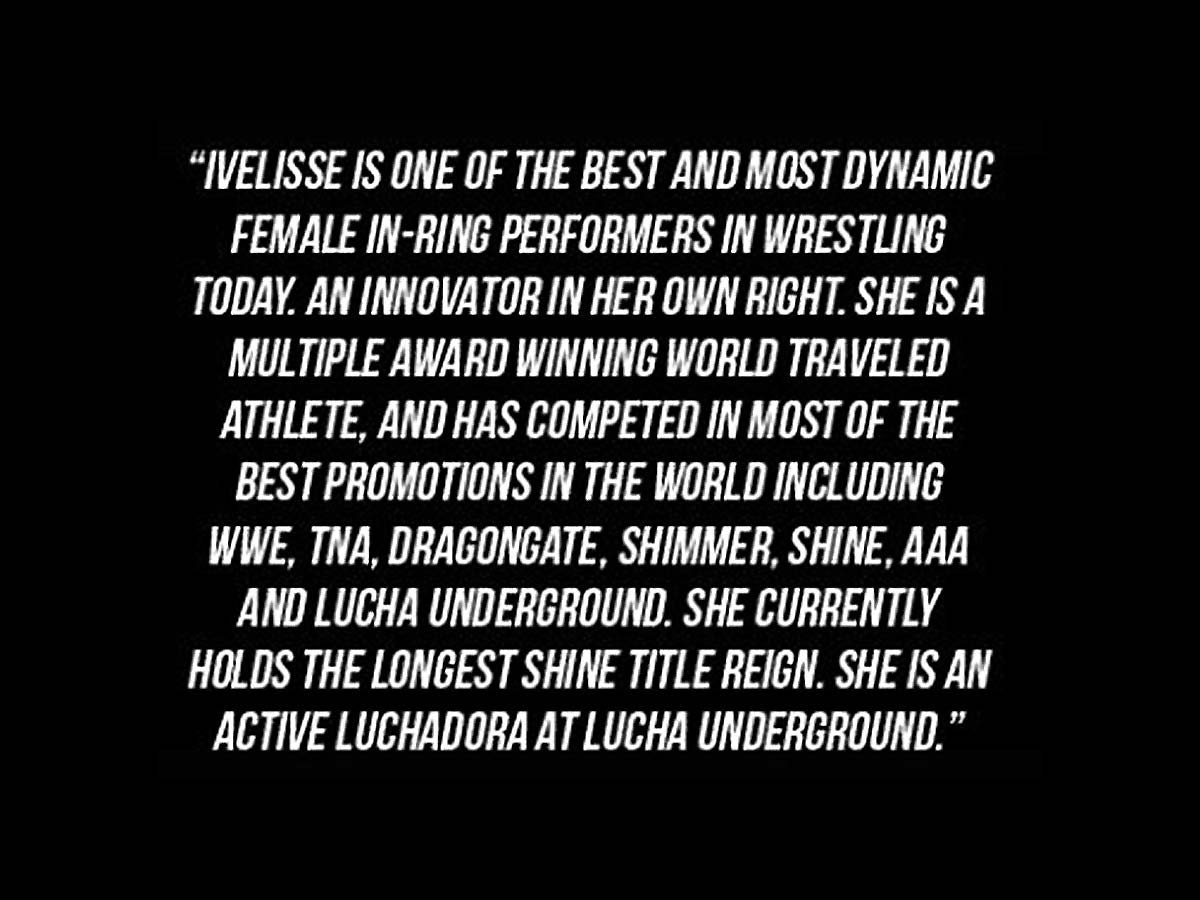 “IVELISSE IS ONE OF THE BEST AND MOST DYNAMIC
FEMALE IN-RING PERFORMERS IN WRESTLING
TODAY. AN INNOVATOR IN HER OWN RIGHT. SHE IS A
MULTIPLE AWARD WINNING WORLD TRAVELED
ATHLETE, AND HAS COMPETED IN MOST OF THE
BEST PROMOTIONS IN THE WORLD INCLUDING
WWE, TNA, DRAGONGATE, SHIMMER, SHINE, AAA
AND LUCHA UNDERGROUND. SHE CURRENTLY
HOLDS THE LONGEST SHINE TITLE REIGN. SHE IS AN
ACTIVE LUCHADORA AT LUCHA UNDERGROUND.”